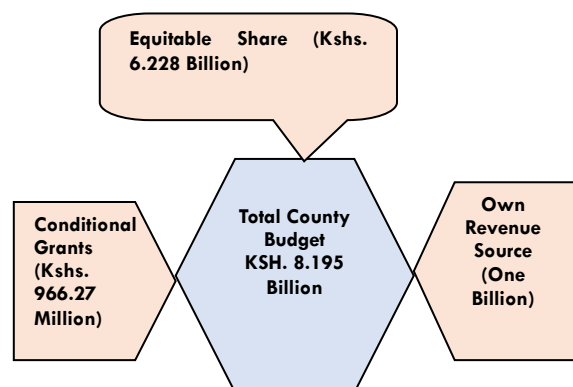 Equitable Share (Kshs.
6.228 Billion)
Conditional
Grants
(Kshs.
966.27
Million)
Total County
Budget
KSH. 8.195
Billion
Own
Revenue
Source
(One
Billion)